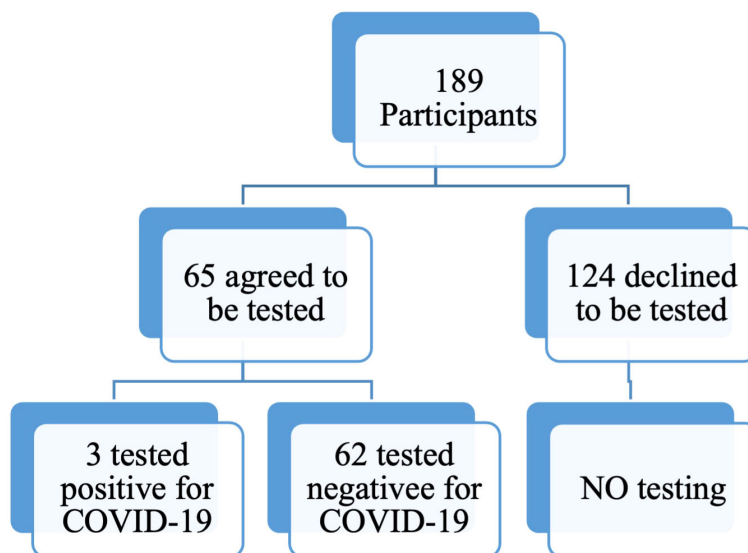 189
Participants
65 agreed to
be tested
124 declined
to be tested
3 tested
positive for
COVID-19
62 tested
negativee for
COVID-19
NO testing